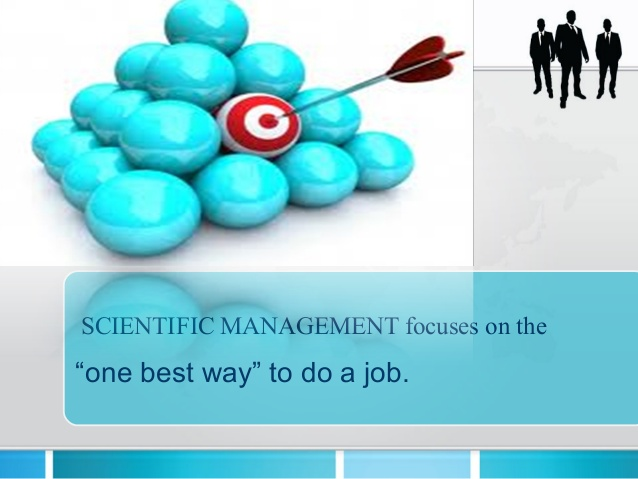 SCIENTIFIC MANAGEMENT focuses on the
“one best way” to do a job.